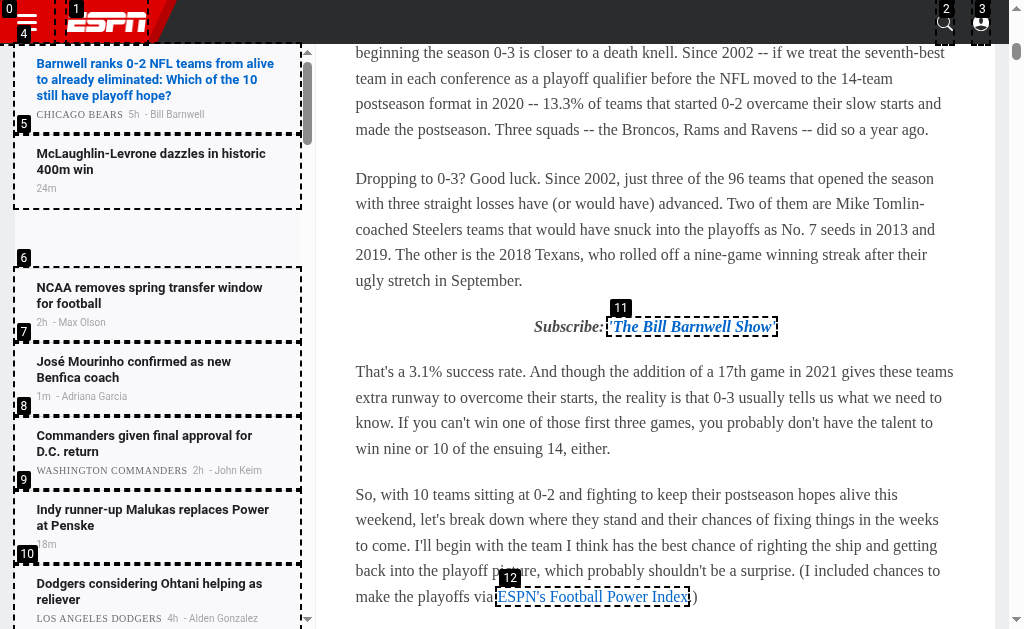 0
1
ESPN
2
3
4
Barnwell ranks 0-2 NFL teams from alive
to already eliminated: Which of the 10
still have playoff hope?
CHICAGO BEARS 5h - Bill Barnwell
5
McLaughlin-Levrone dazzles in historic
400m win
24m
6
NCAA removes spring transfer window
for football
2h - Max Olson
7
José Mourinho confirmed as new
Benfica coach
1m - Adriana Garcia
8
Commanders given final approval for
D.C. return
WASHINGTON COMMANDERS 2h - John Keim
9
Indy runner-up Malukas replaces Power
at Penske
18m
10
Dodgers considering Ohtani helping as
reliever
LOS ANGELES DODGERS 4h - Alden Gonzalez
beginning the season 0-3 is closer to a death knell. Since 2002 -- if we treat the seventh-best
team in each conference as a playoff qualifier before the NFL moved to the 14-team
postseason format in 2020 -- 13.3% of teams that started 0-2 overcame their slow starts and
made the postseason. Three squads -- the Broncos, Rams and Ravens -- did so a year ago.
Dropping to 0-3? Good luck. Since 2002, just three of the 96 teams that opened the season
with three straight losses have (or would have) advanced. Two of them are Mike Tomlin-
coached Steelers teams that would have snuck into the playoffs as No. 7 seeds in 2013 and
2019. The other is the 2018 Texans, who rolled off a nine-game winning streak after their
ugly stretch in September.
11
Subscribe: 'The Bill Barnwell Show'
That's a 3.1% success rate. And though the addition of a 17th game in 2021 gives these teams
extra runway to overcome their starts, the reality is that 0-3 usually tells us what we need to
know. If you can't win one of those first three games, you probably don't have the talent to
win nine or 10 of the ensuing 14, either.
So, with 10 teams sitting at 0-2 and fighting to keep their postseason hopes alive this
weekend, let's break down where they stand and their chances of fixing things in the weeks
to come. I'll begin with the team I think has the best chance of righting the ship and getting
back into the playoff picture, which probably shouldn't be a surprise. (I included chances to
12
make the playoffs via ESPN's Football Power Index.)